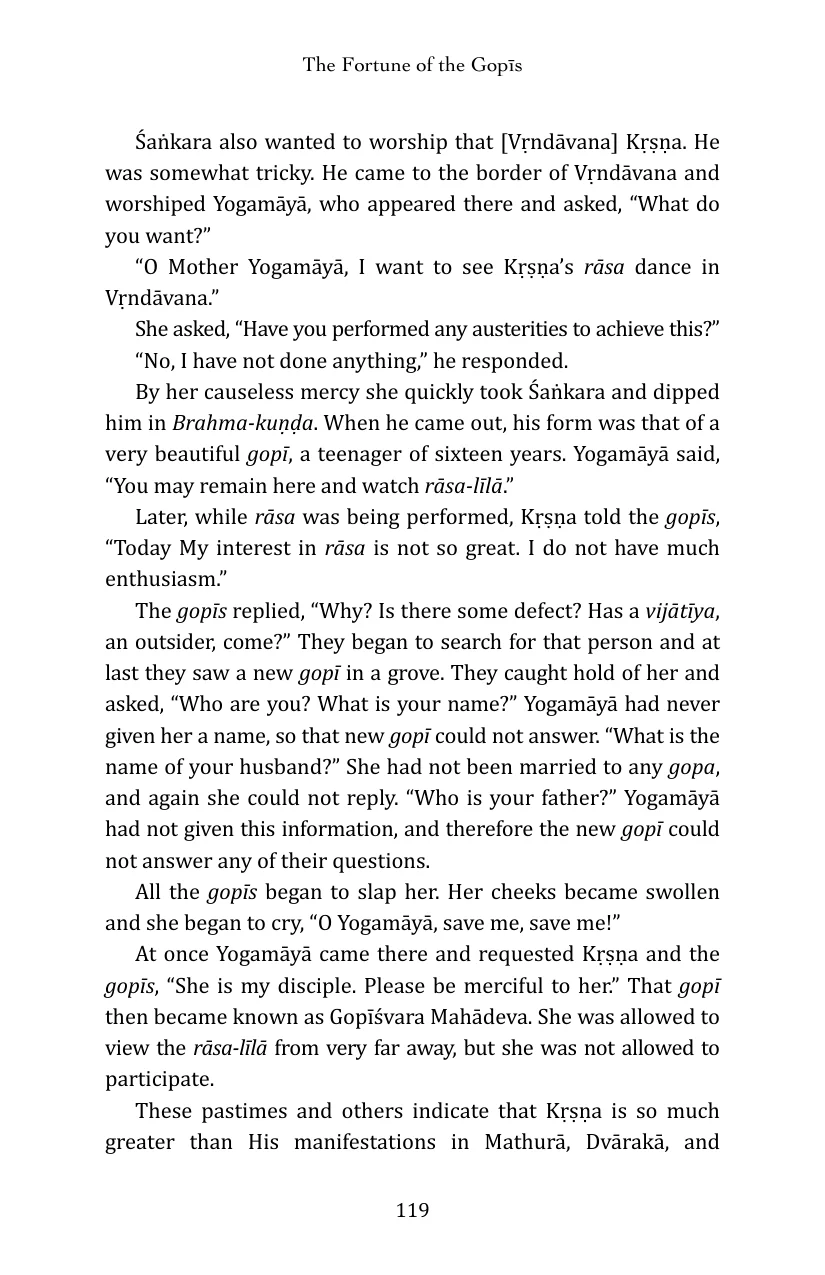 The Fortune of the Gopīs
Śaṅkara also wanted to worship that [Vṛndāvana] Kṛṣṇa. He
was somewhat tricky. He came to the border of Vṛndāvana and
worshiped Yogamāyā, who appeared there and asked, “What do
you want?”
“O Mother Yogamāyā, I want to see Kṛṣṇa’s rāsa dance in
Vṛndāvana.”
She asked, “Have you performed any austerities to achieve this?”
“No, I have not done anything,” he responded.
By her causeless mercy she quickly took Śaṅkara and dipped
him in Brahma-kuṇḍa. When he came out, his form was that of a
very beautiful gopī, a teenager of sixteen years. Yogamāyā said,
“You may remain here and watch rāsa-līlā.”
Later, while rāsa was being performed, Kṛṣṇa told the gopīs,
“Today My interest in rāsa is not so great. I do not have much
enthusiasm.”
The gopīs replied, “Why? Is there some defect? Has a vijātīya,
an outsider, come?” They began to search for that person and at
last they saw a new gopī in a grove. They caught hold of her and
asked, “Who are you? What is your name?” Yogamāyā had never
given her a name, so that new gopī could not answer. “What is the
name of your husband?” She had not been married to any gopa,
and again she could not reply. “Who is your father?” Yogamāyā
had not given this information, and therefore the new gopī could
not answer any of their questions.
All the gopīs began to slap her. Her cheeks became swollen
and she began to cry, “O Yogamāyā, save me, save me!”
At once Yogamāyā came there and requested Kṛṣṇa and the
gopīs, “She is my disciple. Please be merciful to her.” That gopī
then became known as Gopīśvara Mahādeva. She was allowed to
view the rāsa-līlā from very far away, but she was not allowed to
participate.
These pastimes and others indicate that Kṛṣṇa is so much
greater than His manifestations in Mathurā, Dvārakā, and
119